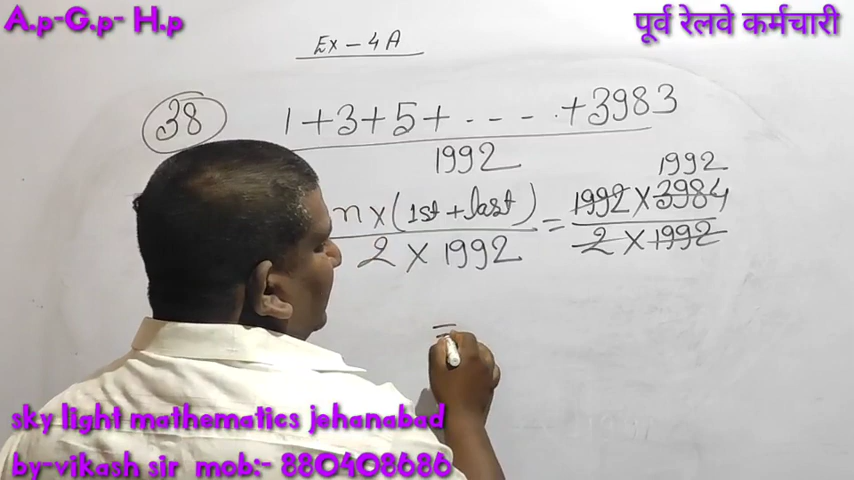 A.p-G.p- H.p
पूर्व रेलवे कर्मचारी
Ex - 4A
38
1+3+5+ - - - - .+3983
1992
1992
n × (1st + last) = 1992 × 3984
2 × 1992
2 × 1992
=
sky light mathematics jehanabad
by-vikash sir mob:- 880408686